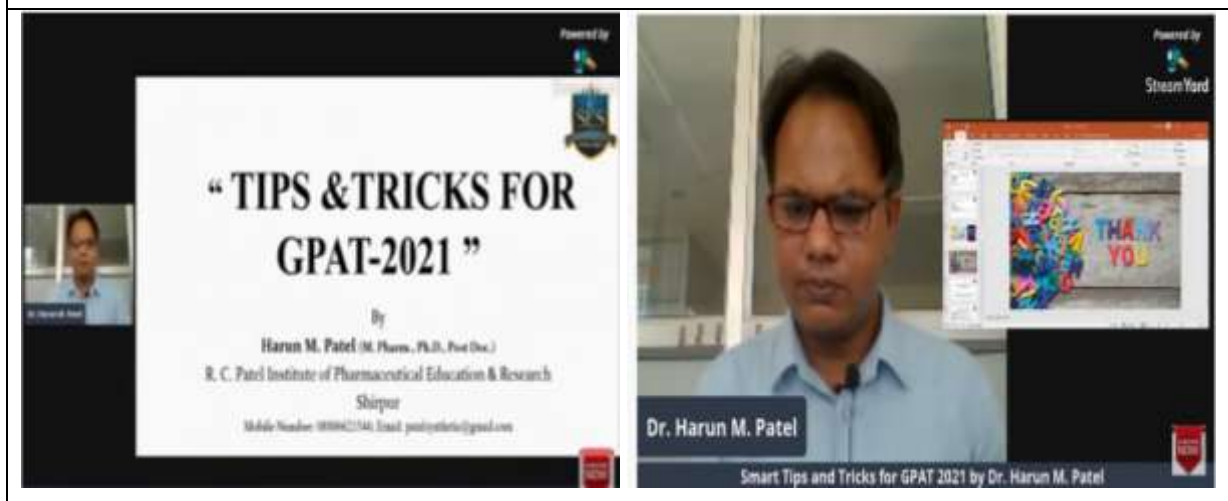 Powered by
“ TIPS &TRICKS FOR
GPAT-2021 ”
By
Harun M. Patel (M. Pharm., Ph.D., Post Doc.)
R. C. Patel Institute of Pharmaceutical Education & Research
Shirpur
Powered by
StreamYard
THANK
YOU
Dr. Harun M. Patel
Smart Tips and Tricks for GPAT 2021 by Dr. Harun M. Patel